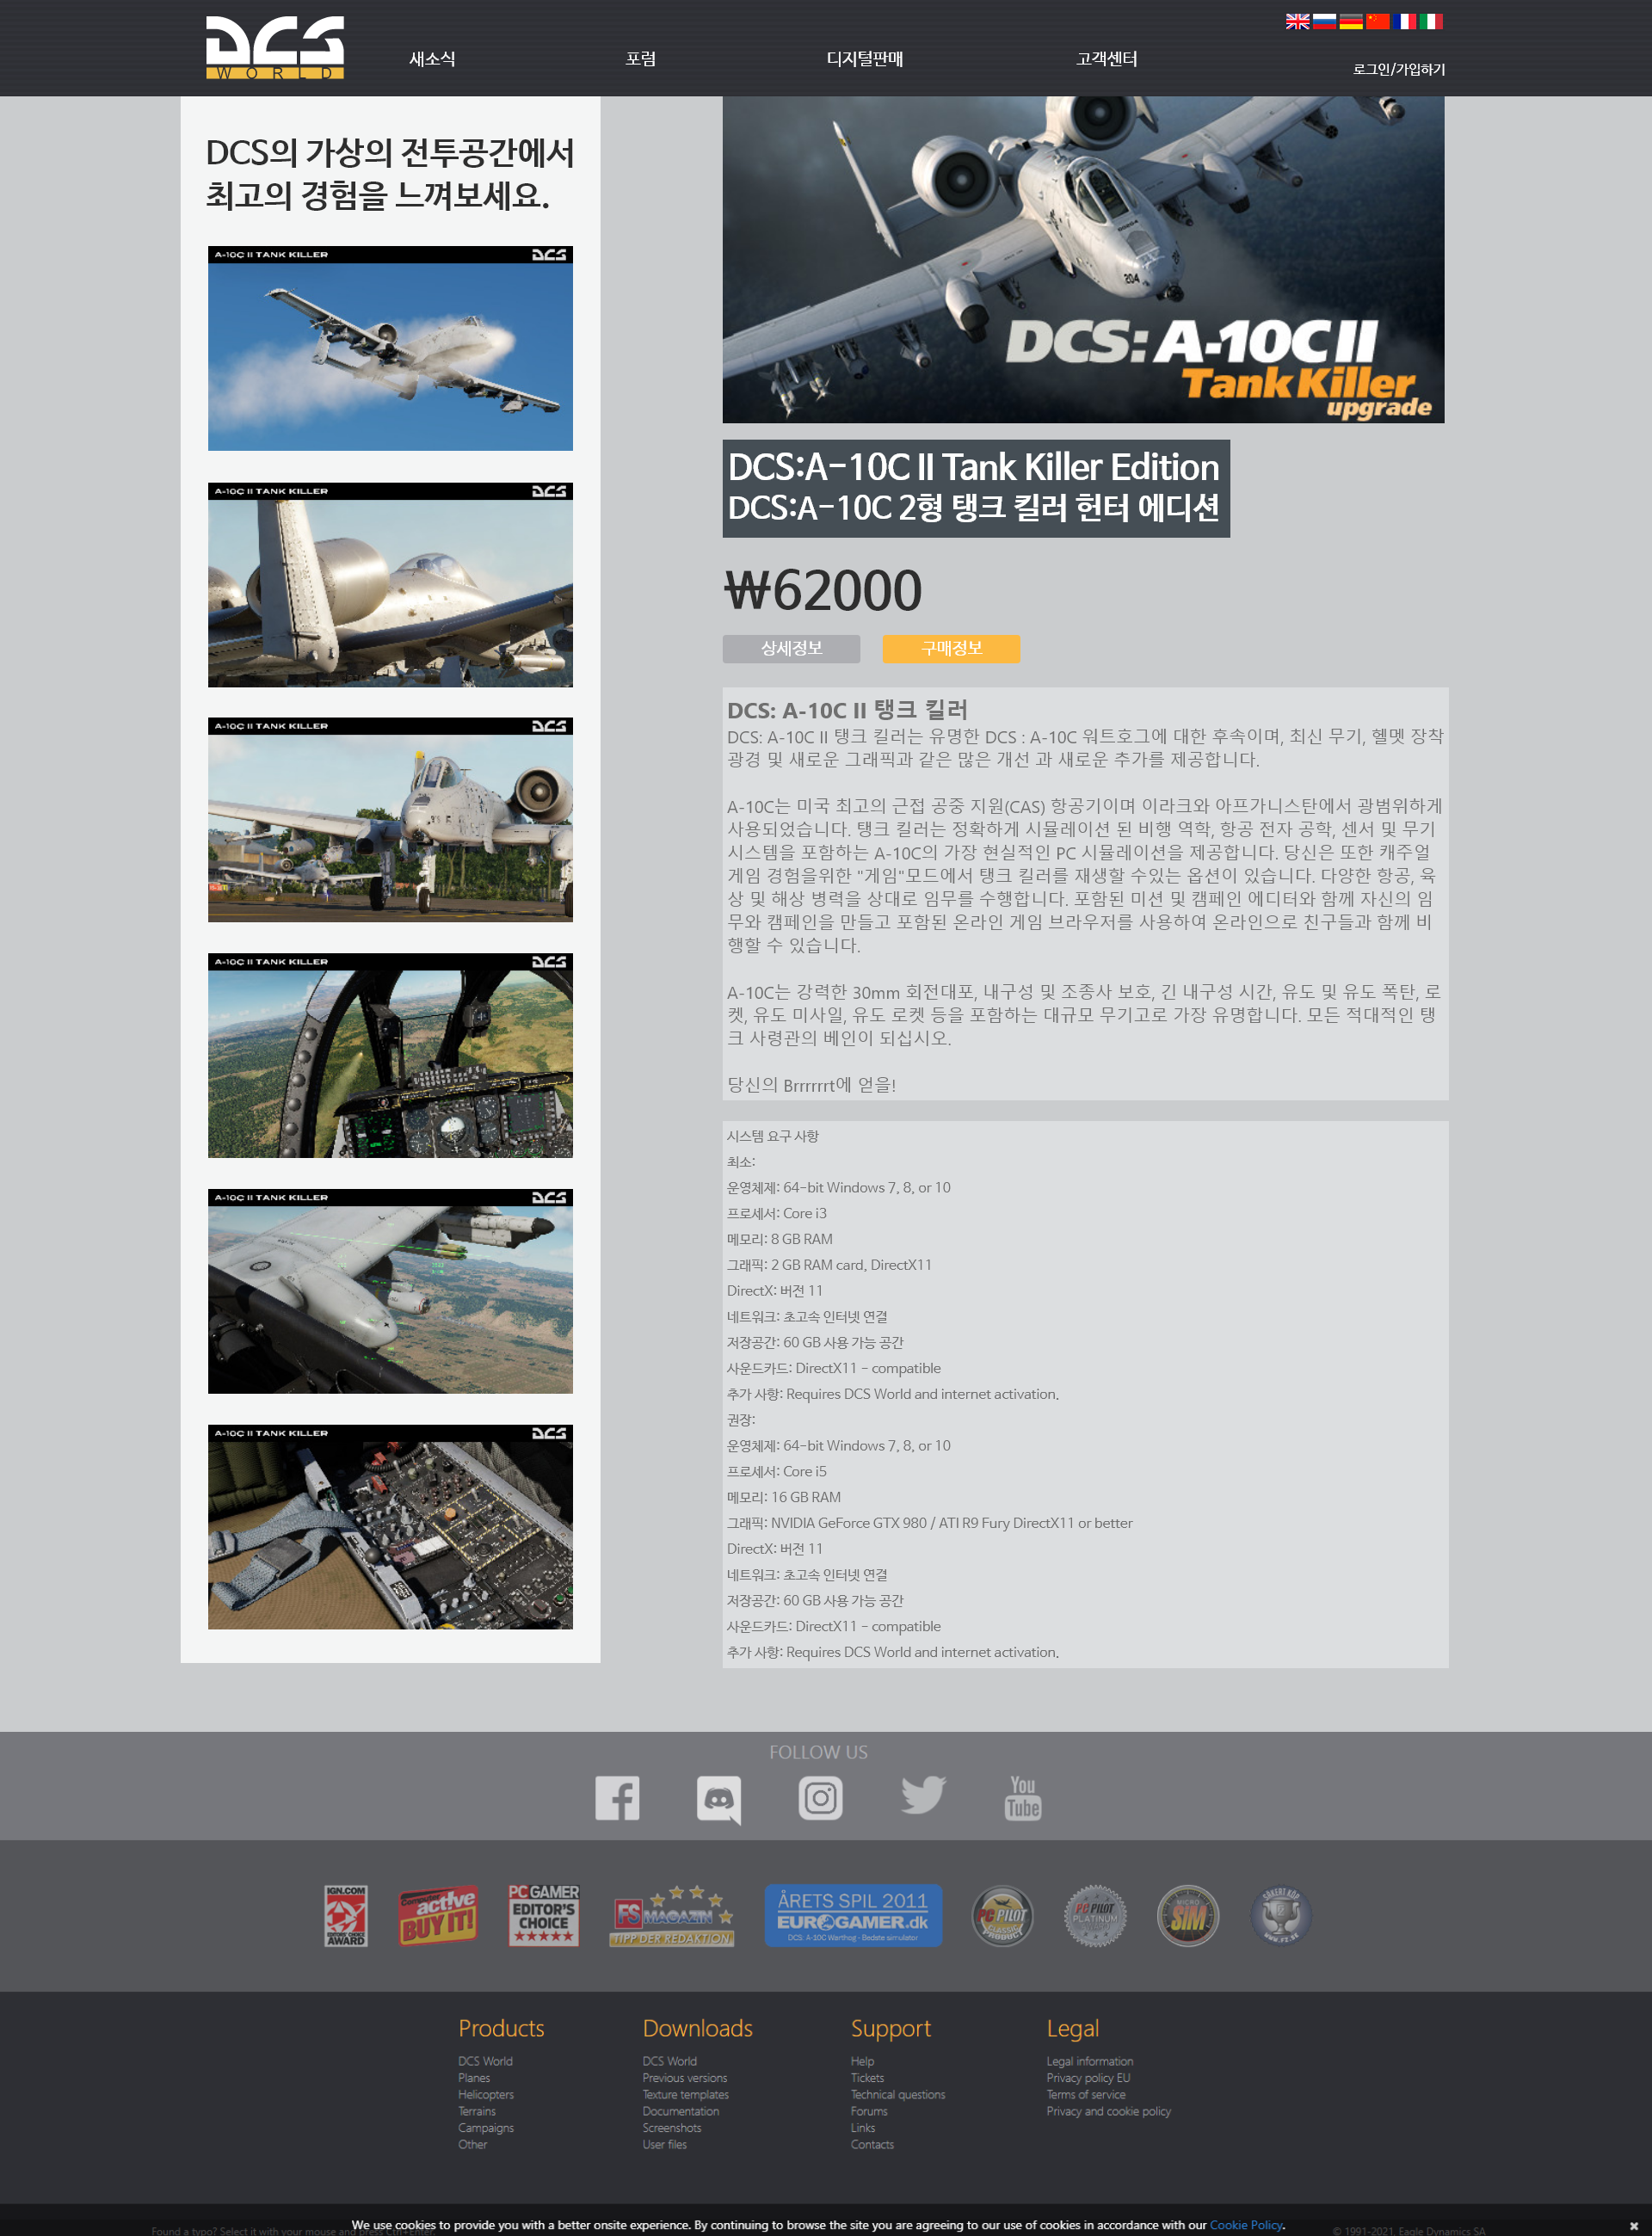 DCS
WORLD
새소식
포럼
디지털판매
고객센터
로그인/가입하기
DCS의 가상의 전투공간에서
최고의 경험을 느껴보세요.
A-10C II TANK KILLER
DCS
A-10C II TANK KILLER
DCS
A-10C II TANK KILLER
DCS
A-10C II TANK KILLER
DCS
A-10C II TANK KILLER
DCS
A-10C II TANK KILLER
DCS
204
DCS: A-10C II
Tank Killer
upgrade
DCS:A-10C II Tank Killer Edition
DCS:A-10C 2형 탱크 킬러 헌터 에디션
₩62000
상세정보
구매정보
DCS: A-10C II 탱크 킬러
DCS: A-10C II 탱크 킬러는 유명한 DCS : A-10C 워트호그에 대한 후속이며, 최신 무기, 헬멧 장착
광경 및 새로운 그래픽과 같은 많은 개선 과 새로운 추가를 제공합니다.
A-10C는 미국 최고의 근접 공중 지원(CAS) 항공기이며 이라크와 아프가니스탄에서 광범위하게
사용되었습니다. 탱크 킬러는 정확하게 시뮬레이션 된 비행 역학, 항공 전자 공학, 센서 및 무기
시스템을 포함하는 A-10C의 가장 현실적인 PC 시뮬레이션을 제공합니다. 당신은 또한 캐주얼
게임 경험을위한 "게임"모드에서 탱크 킬러를 재생할 수있는 옵션이 있습니다. 다양한 항공, 육
상 및 해상 병력을 상대로 임무를 수행합니다. 포함된 미션 및 캠페인 에디터와 함께 자신의 임
무와 캠페인을 만들고 포함된 온라인 게임 브라우저를 사용하여 온라인으로 친구들과 함께 비
행할 수 있습니다.
A-10C는 강력한 30mm 회전대포, 내구성 및 조종사 보호, 긴 내구성 시간, 유도 및 유도 폭탄, 로
켓, 유도 미사일, 유도 로켓 등을 포함하는 대규모 무기고로 가장 유명합니다. 모든 적대적인 탱
크 사령관의 베인이 되십시오.
당신의 Brrrrrrt에 얻을!
시스템 요구 사항
최소:
운영체제: 64-bit Windows 7, 8, or 10
프로세서: Core i3
메모리: 8 GB RAM
그래픽: 2 GB RAM card, DirectX11
DirectX: 버전 11
네트워크: 초고속 인터넷 연결
저장공간: 60 GB 사용 가능 공간
사운드카드: DirectX11 - compatible
추가 사항: Requires DCS World and internet activation.
권장:
운영체제: 64-bit Windows 7, 8, or 10
프로세서: Core i5
메모리: 16 GB RAM
그래픽: NVIDIA GeForce GTX 980 / ATI R9 Fury DirectX11 or better
DirectX: 버전 11
네트워크: 초고속 인터넷 연결
저장공간: 60 GB 사용 가능 공간
사운드카드: DirectX11 - compatible
추가 사항: Requires DCS World and internet activation.
FOLLOW US
You
Tube
IGN.COM
EDITORS' CHOICE
AWARD
Computer
active
BUY IT!
PC GAMER
EDITOR'S
CHOICE
FS
MAGAZIN
TIPP DER REDAKTION
ÅRETS SPIL 2011
EUROGAMER.dk
DCS: A-10C Warthog - Bedste simulator
PC PILOT
CLASSIC
PRODUCT
PC PILOT
PLATINUM
MICRO
SIM
Products
DCS World
Planes
Helicopters
Terrains
Campaigns
Other
Downloads
DCS World
Previous versions
Texture templates
Documentation
Screenshots
User files
Support
Help
Tickets
Technical questions
Forums
Links
Contacts
Legal
Legal information
Privacy policy EU
Terms of service
Privacy and cookie policy
We use cookies to provide you with a better onsite experience. By continuing to browse the site you are agreeing to our use of cookies in accordance with our Cookie Policy.
Found a typo? Select it with your mouse and press Ctrl+Enter
© 1991-2021, Eagle Dynamics SA